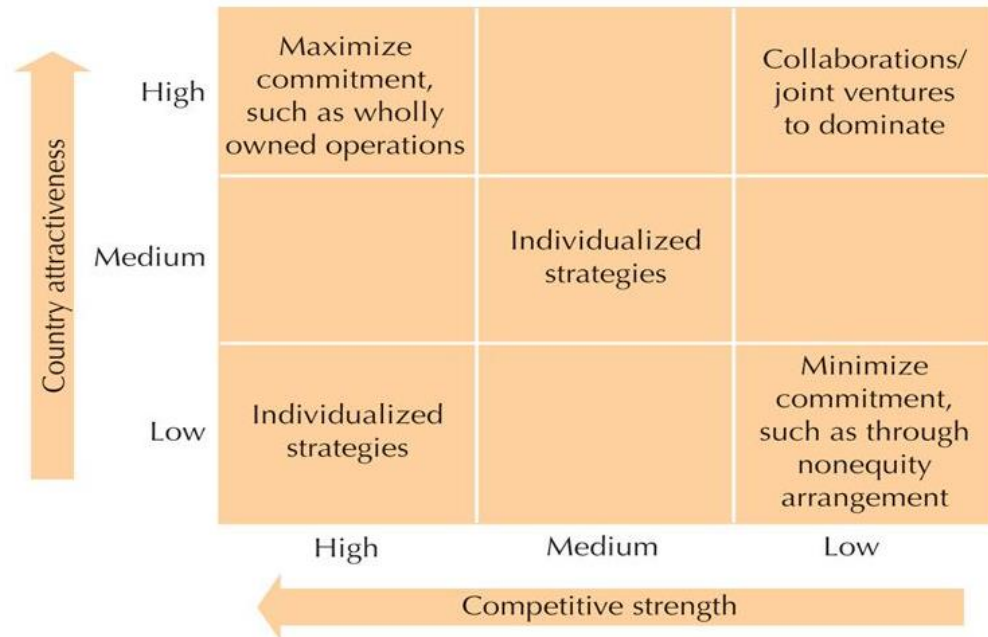 Country attractiveness
High
Maximize
commitment,
such as wholly
owned operations
Collaborations/
joint ventures
to dominate
Medium
Individualized
strategies
Low
Individualized
strategies
Minimize
commitment,
such as through
nonequity
arrangement
High
Medium
Low
Competitive strength